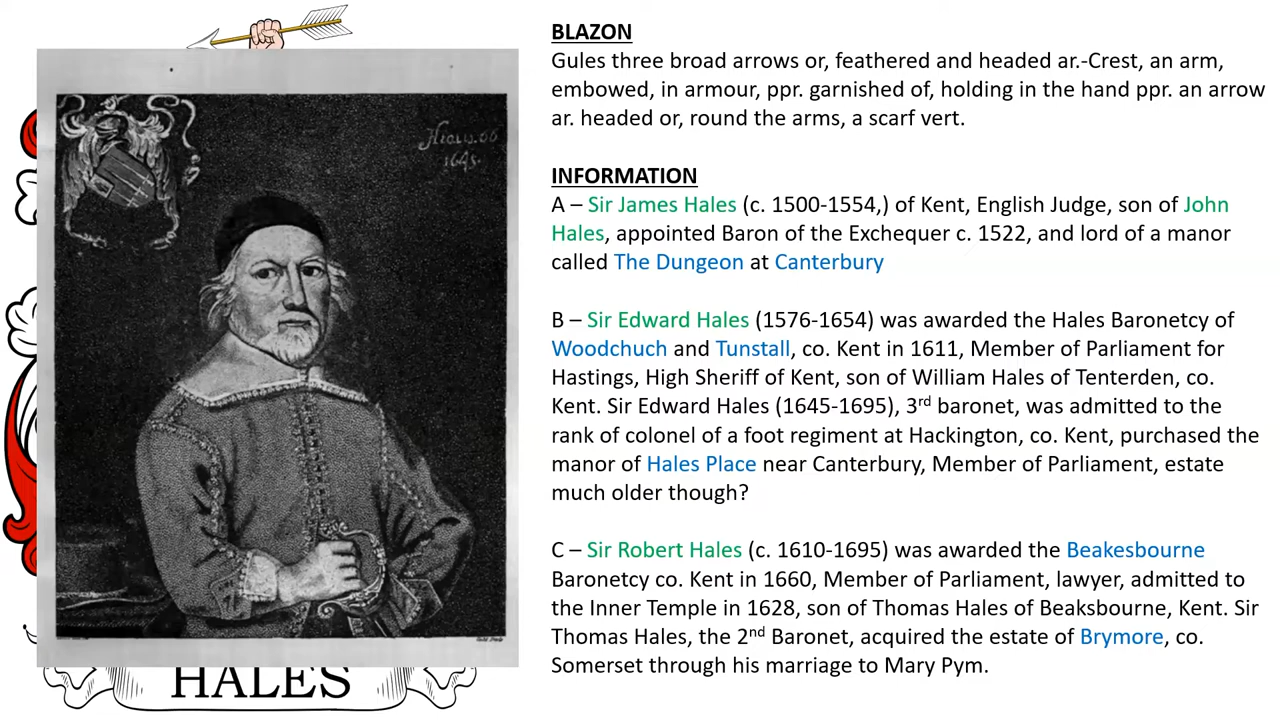 BLAZON
Gules three broad arrows or, feathered and headed ar.-Crest, an arm,
embowed, in armour, ppr. garnished of, holding in the hand ppr. an arrow
ar. headed or, round the arms, a scarf vert.
INFORMATION
A – Sir James Hales (c. 1500-1554,) of Kent, English Judge, son of John
Hales, appointed Baron of the Exchequer c. 1522, and lord of a manor
called The Dungeon at Canterbury
B – Sir Edward Hales (1576-1654) was awarded the Hales Baronetcy of
Woodchuch and Tunstall, co. Kent in 1611, Member of Parliament for
Hastings, High Sheriff of Kent, son of William Hales of Tenterden, co.
Kent. Sir Edward Hales (1645-1695), 3rd baronet, was admitted to the
rank of colonel of a foot regiment at Hackington, co. Kent, purchased the
manor of Hales Place near Canterbury, Member of Parliament, estate
much older though?
C – Sir Robert Hales (c. 1610-1695) was awarded the Beakesbourne
Baronetcy co. Kent in 1660, Member of Parliament, lawyer, admitted to
the Inner Temple in 1628, son of Thomas Hales of Beaksbourne, Kent. Sir
Thomas Hales, the 2nd Baronet, acquired the estate of Brymore, co.
Somerset through his marriage to Mary Pym.
1645.
HALES